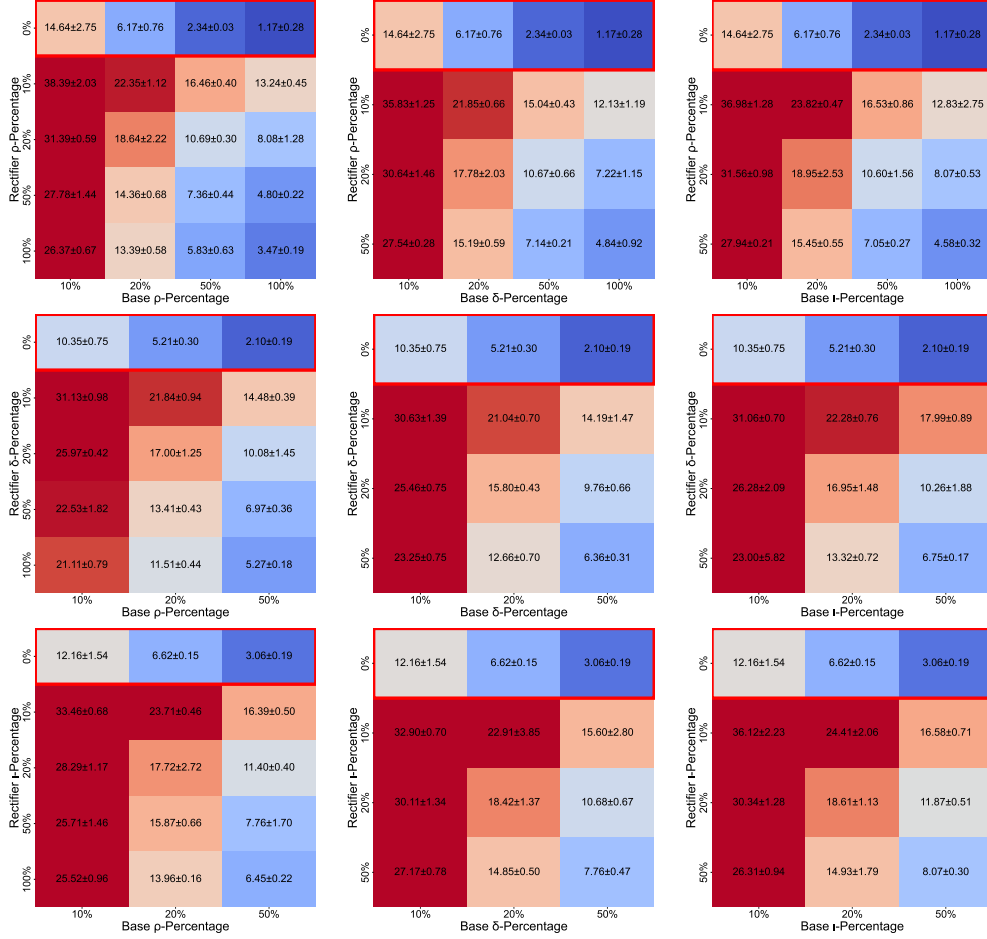 0% 14.64±2.75 6.17±0.76 2.34±0.03 1.17±0.28
10% 38.39±2.03 22.35±1.12 16.46±0.40 13.24±0.45
20% 31.39±0.59 18.64±2.22 10.69±0.30 8.08±1.28
50% 27.78±1.44 14.36±0.68 7.36±0.44 4.80±0.22
100% 26.37±0.67 13.39±0.58 5.83±0.63 3.47±0.19
Rectifier ρ-Percentage
10% 20% 50% 100%
Base ρ-Percentage
0% 14.64±2.75 6.17±0.76 2.34±0.03 1.17±0.28
10% 35.83±1.25 21.85±0.66 15.04±0.43 12.13±1.19
20% 30.64±1.46 17.78±2.03 10.67±0.66 7.22±1.15
50% 27.54±0.28 15.19±0.59 7.14±0.21 4.84±0.92
Rectifier ρ-Percentage
10% 20% 50% 100%
Base δ-Percentage
0% 14.64±2.75 6.17±0.76 2.34±0.03 1.17±0.28
10% 36.98±1.28 23.62±0.47 16.53±0.86 12.83±2.75
20% 31.56±0.98 18.95±2.53 10.60±1.56 8.07±0.53
50% 27.94±0.21 15.45±0.55 7.05±0.27 4.58±0.32
Rectifier ρ-Percentage
10% 20% 50% 100%
Base ι-Percentage
0% 10.35±0.75 5.21±0.30 2.10±0.19
10% 31.13±0.98 21.84±0.94 14.48±0.39
20% 25.97±0.42 17.00±1.25 10.08±1.45
50% 22.53±1.82 13.41±0.43 6.97±0.36
100% 21.11±0.79 11.51±0.44 5.27±0.18
Rectifier δ-Percentage
10% 20% 50%
Base ρ-Percentage
0% 10.35±0.75 5.21±0.30 2.10±0.19
10% 30.63±1.39 21.04±0.70 14.19±1.47
20% 25.46±0.75 15.80±0.43 9.76±0.66
50% 23.25±0.75 12.66±0.70 6.36±0.31
Rectifier δ-Percentage
10% 20% 50%
Base δ-Percentage
0% 10.35±0.75 5.21±0.30 2.10±0.19
10% 31.06±0.70 22.28±0.76 17.99±0.89
20% 26.28±2.09 16.95±1.48 10.26±1.88
50% 23.00±5.82 13.32±0.72 6.75±0.17
Rectifier δ-Percentage
10% 20% 50%
Base ι-Percentage
0% 12.16±1.54 6.62±0.15 3.06±0.19
10% 33.46±0.68 23.71±0.46 16.39±0.50
20% 28.29±1.17 17.72±2.72 11.40±0.40
50% 25.71±1.46 15.87±0.66 7.76±1.70
100% 25.52±0.96 13.96±0.16 6.45±0.22
Rectifier ι-Percentage
10% 20% 50%
Base ρ-Percentage
0% 12.16±1.54 6.62±0.15 3.06±0.19
10% 32.90±0.70 22.91±3.85 15.60±2.80
20% 30.11±1.34 18.42±1.37 10.68±0.67
50% 27.17±0.78 14.85±0.50 7.76±0.47
Rectifier ι-Percentage
10% 20% 50%
Base δ-Percentage
0% 12.16±1.54 6.62±0.15 3.06±0.19
10% 36.12±2.23 24.41±2.06 16.58±0.71
20% 30.34±1.28 18.61±1.13 11.87±0.51
50% 26.31±0.94 14.93±1.79 8.07±0.30
Rectifier ι-Percentage
10% 20% 50%
Base ι-Percentage